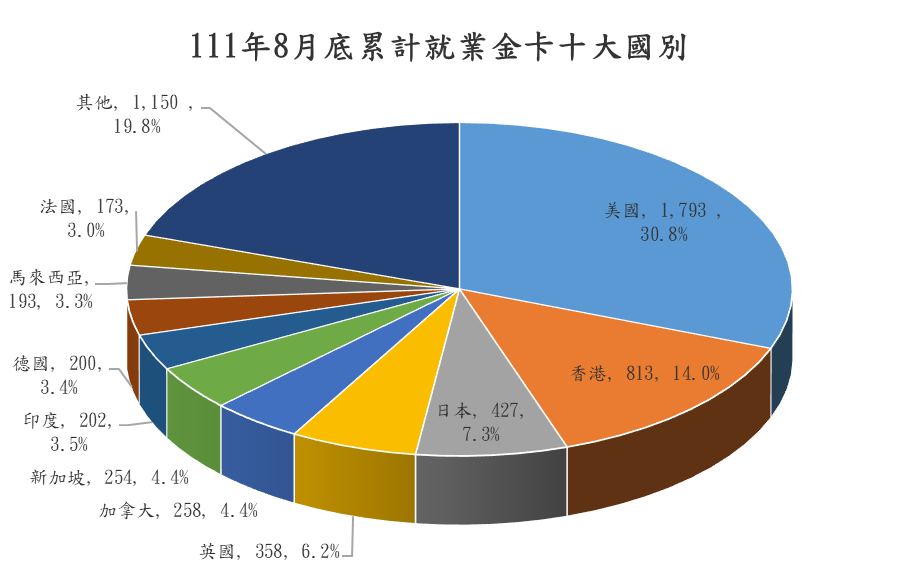 111年8月底累計就業金卡十大國別
其他, 1,150 ,
19.8%
美國, 1,793 ,
30.8%
法國, 173,
3.0%
馬來西亞,
193, 3.3%
香港, 813, 14.0%
德國, 200,
3.4%
日本, 427,
7.3%
印度, 202,
3.5%
新加坡, 254, 4.4%
加拿大, 258, 4.4%
英國, 358, 6.2%